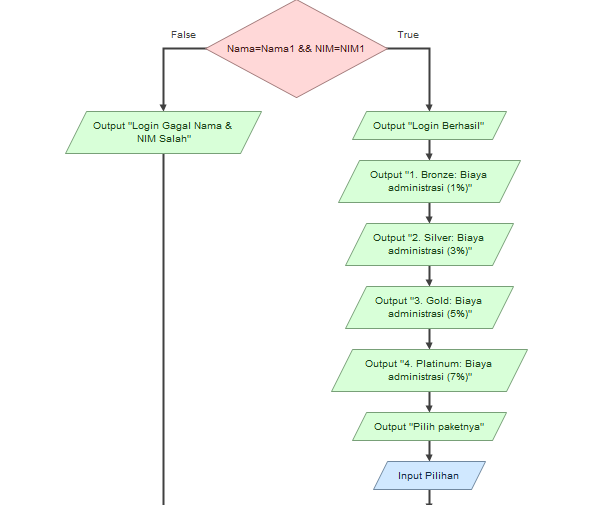 False
True
Nama=Nama1 && NIM=NIM1
Output "Login Gagal Nama &
NIM Salah"
Output "Login Berhasil"
Output "1. Bronze: Biaya
administrasi (1%)"
Output "2. Silver: Biaya
administrasi (3%)"
Output "3. Gold: Biaya
administrasi (5%)"
Output "4. Platinum: Biaya
administrasi (7%)"
Output "Pilih paketnya"
Input Pilihan